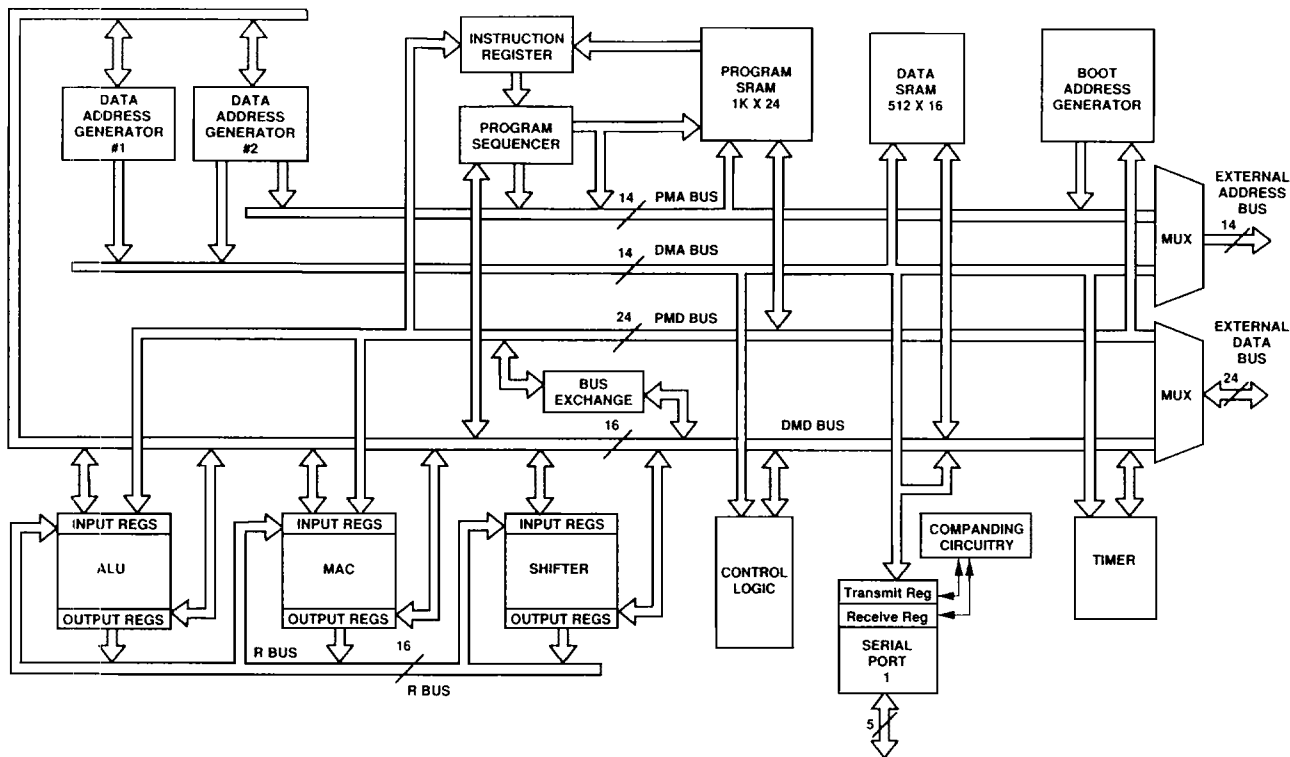 DATA
ADDRESS
GENERATOR
#1
DATA
ADDRESS
GENERATOR
#2
INSTRUCTION
REGISTER
PROGRAM
SEQUENCER
PROGRAM
SRAM
1K X 24
DATA
SRAM
512 X 16
BOOT
ADDRESS
GENERATOR
EXTERNAL
ADDRESS
BUS
14
MUX
14
PMA BUS
14
DMA BUS
24
PMD BUS
EXTERNAL
DATA
BUS
24
MUX
BUS
EXCHANGE
16
DMD BUS
INPUT REGS
ALU
OUTPUT REGS
INPUT REGS
MAC
OUTPUT REGS
INPUT REGS
SHIFTER
OUTPUT REGS
R BUS
16
R BUS
CONTROL
LOGIC
COMPANDING
CIRCUITRY
Transmit Reg
Receive Reg
SERIAL
PORT
1
5
TIMER